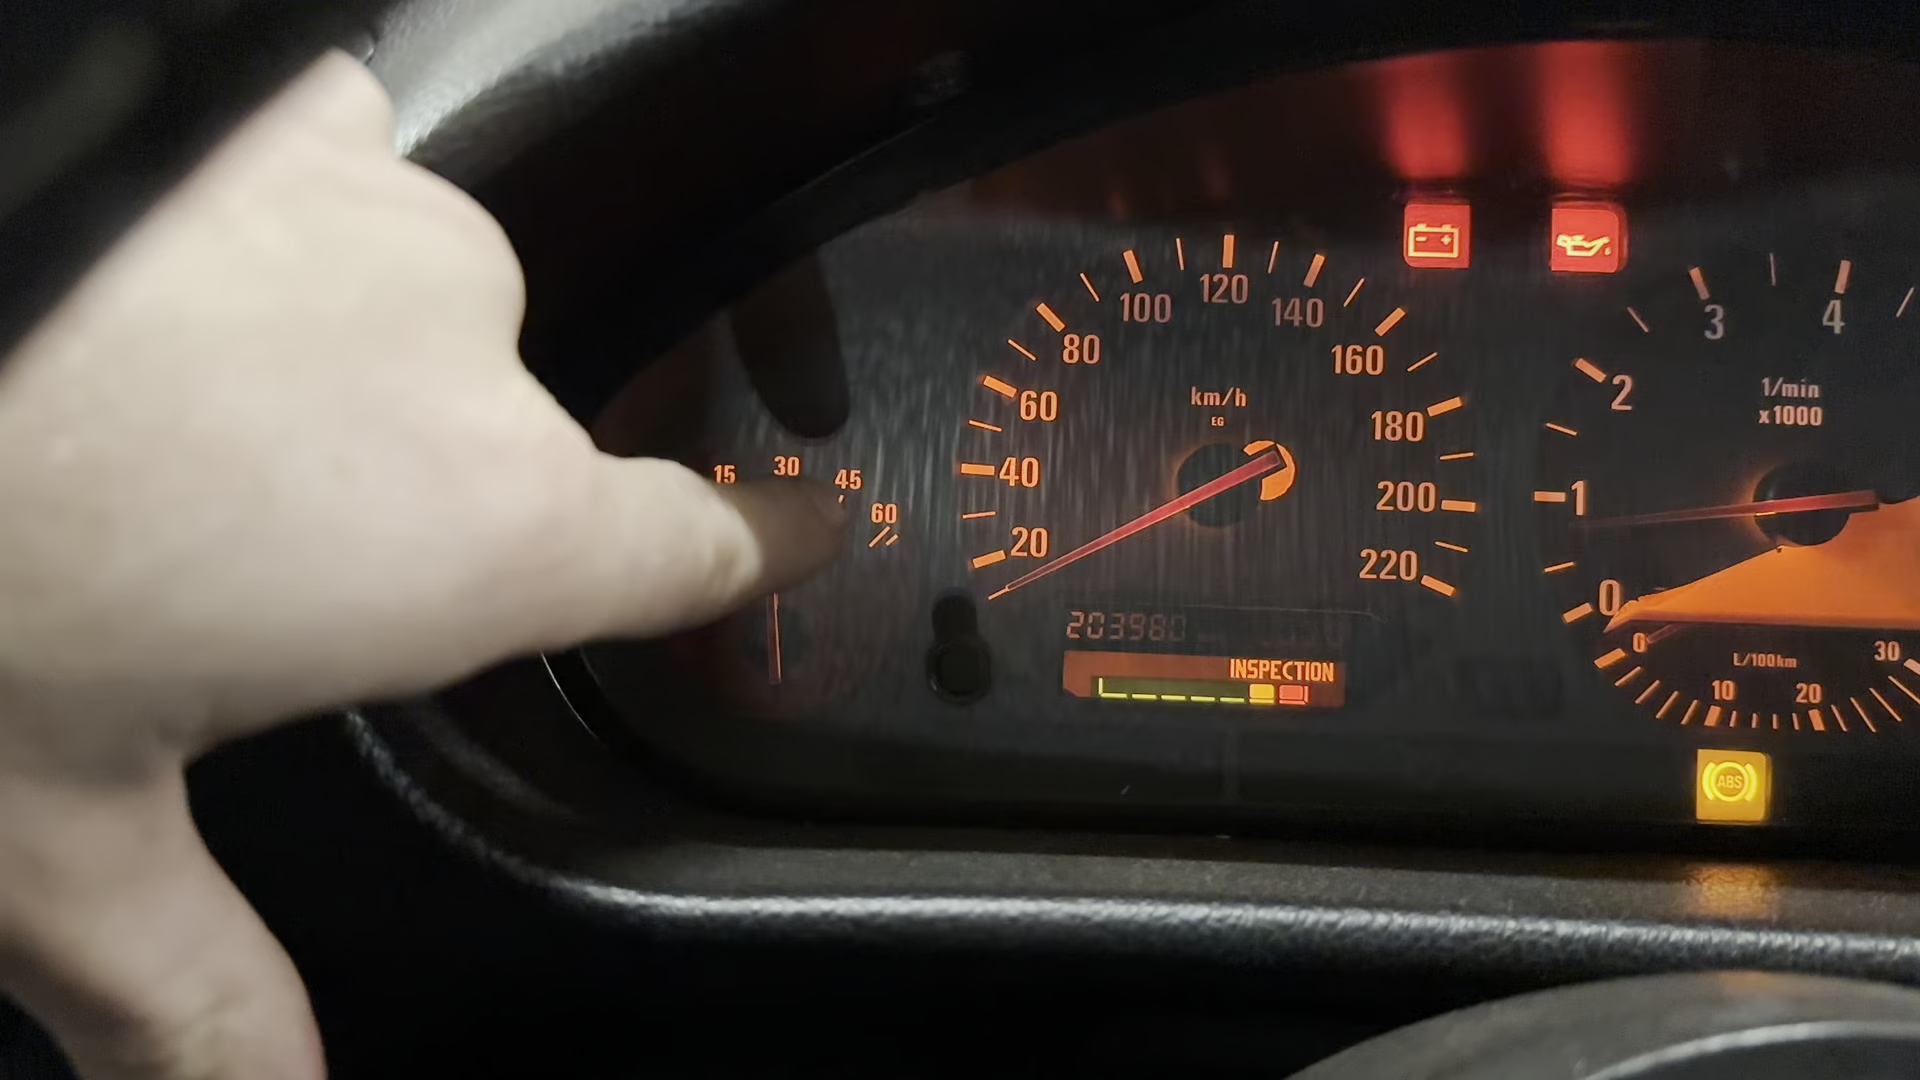 15 30 45 60
20 40 60 80 100 120 140 160 180 200 220
km/h
EG
203980
INSPECTION
0 1 2 3 4
1/min
x1000
0 10 20 30
L/100km
ABS